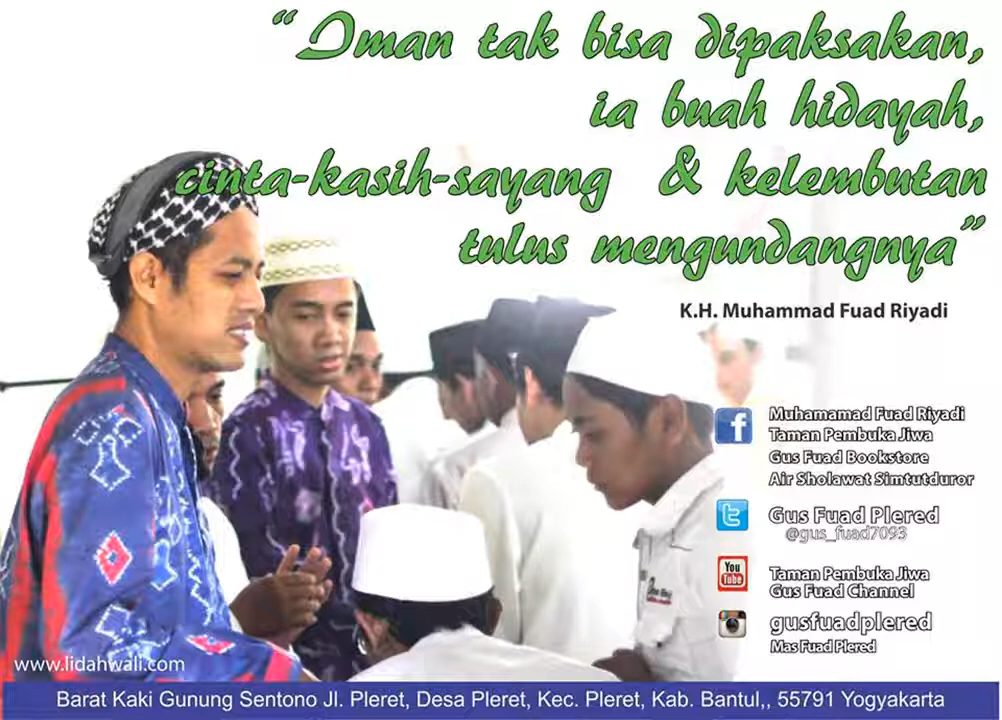 “Iman tak bisa dipaksakan,
ia buah hidayah,
cinta-kasih-sayang & kelembutan
tulus mengundangnya”
K.H. Muhammad Fuad Riyadi
Muhamamad Fuad Riyadi
Taman Pembuka Jiwa
Gus Fuad Bookstore
Air Sholawat Simtutduror
Gus Fuad Plered
@gus_fuad7093
You
Tube
Taman Pembuka Jiwa
Gus Fuad Channel
gusfuadplered
Mas Fuad Plered
www.lidahwali.com
Barat Kaki Gunung Sentono Jl. Pleret, Desa Pleret, Kec. Pleret, Kab. Bantul,, 55791 Yogyakarta